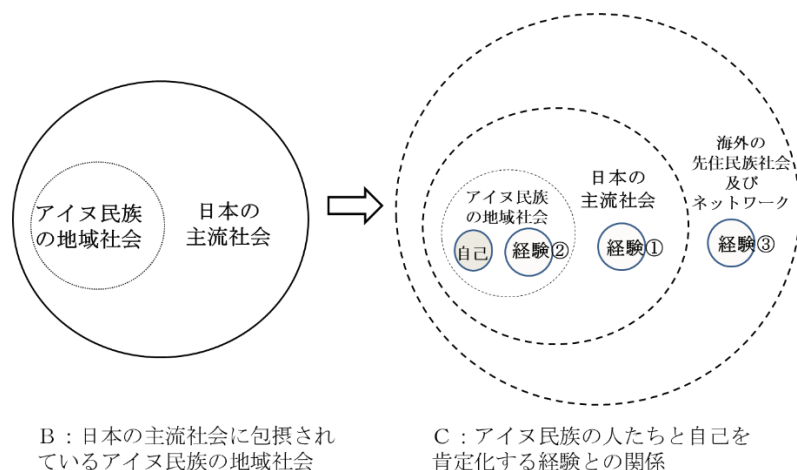 アイヌ民族
の地域社会
日本の
主流社会
アイヌ民族
の地域社会
自己
経験②
日本の
主流社会
経験①
海外の
先住民族社会
及び
ネットワーク
経験③
B：日本の主流社会に包摂され
ているアイヌ民族の地域社会
C：アイヌ民族の人たちと自己を
肯定化する経験との関係